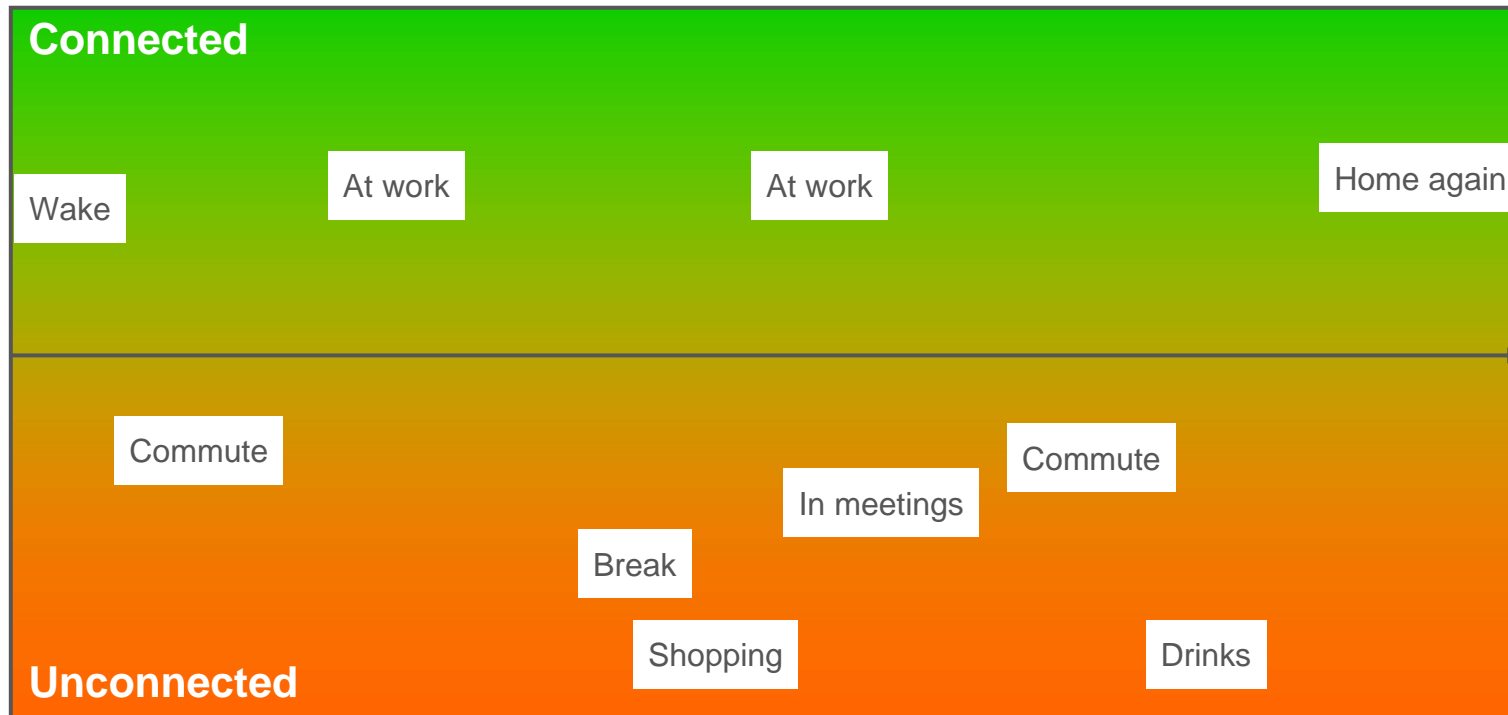 Connected
Wake
At work
At work
Home again
Commute
Commute
In meetings
Break
Shopping
Drinks
Unconnected